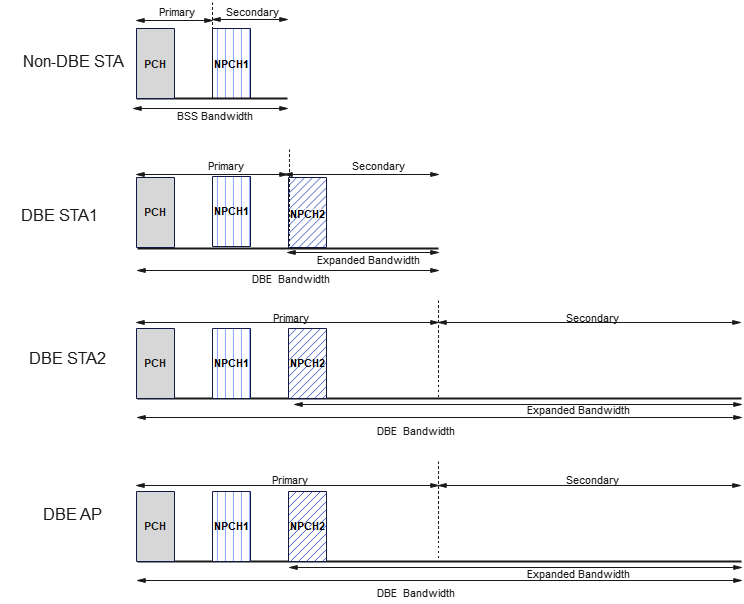 Primary
Secondary
Non-DBE STA
PCH
NPCH1
BSS Bandwidth
Primary
Secondary
DBE STA1
PCH
NPCH1
NPCH2
Expanded Bandwidth
DBE Bandwidth
Primary
Secondary
DBE STA2
PCH
NPCH1
NPCH2
Expanded Bandwidth
DBE Bandwidth
Primary
Secondary
DBE AP
PCH
NPCH1
NPCH2
Expanded Bandwidth
DBE Bandwidth